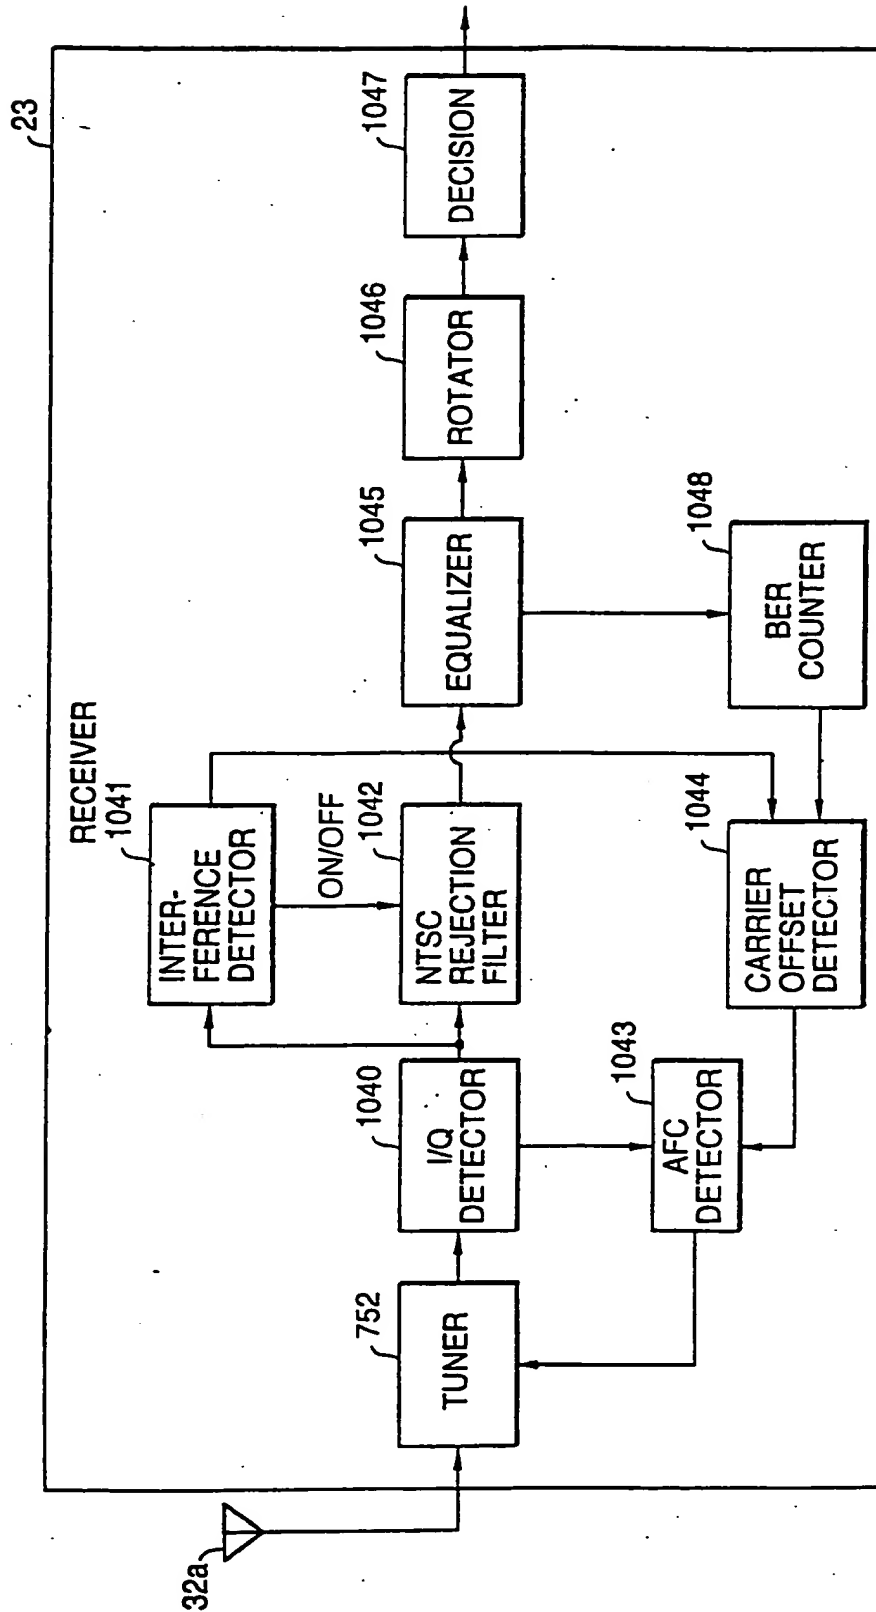 23
RECEIVER
1041
INTER-
FERENCE
DETECTOR
ON/OFF
32a
752
TUNER
1040
I/Q
DETECTOR
1042
NTSC
REJECTION
FILTER
1045
EQUALIZER
1046
ROTATOR
1047
DECISION
1043
AFC
DETECTOR
1044
CARRIER
OFFSET
DETECTOR
1048
BER
COUNTER